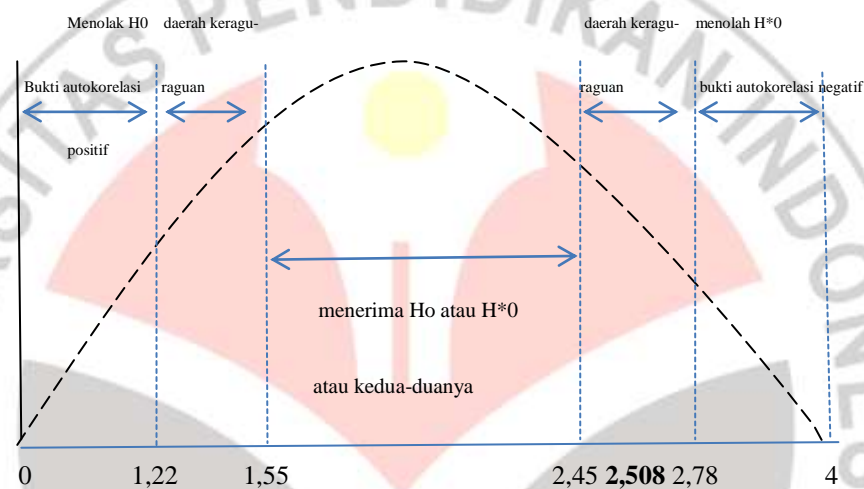 Menolak H0 daerah keragu- daerah keragu- menolah H*0
Bukti autokorelasi raguan raguan bukti autokorelasi negatif
positif
menerima Ho atau H*0
atau kedua-duanya
0 1,22 1,55 2,45 2,508 2,78 4